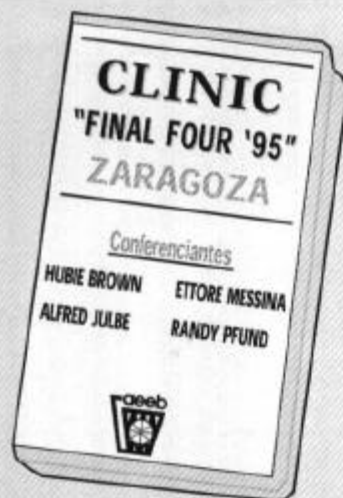 CLINIC
"FINAL FOUR '95"
ZARAGOZA
Conferenciantes
HUBIE BROWN ETTORE MESSINA
ALFRED JULBE RANDY PFUND
aeeb